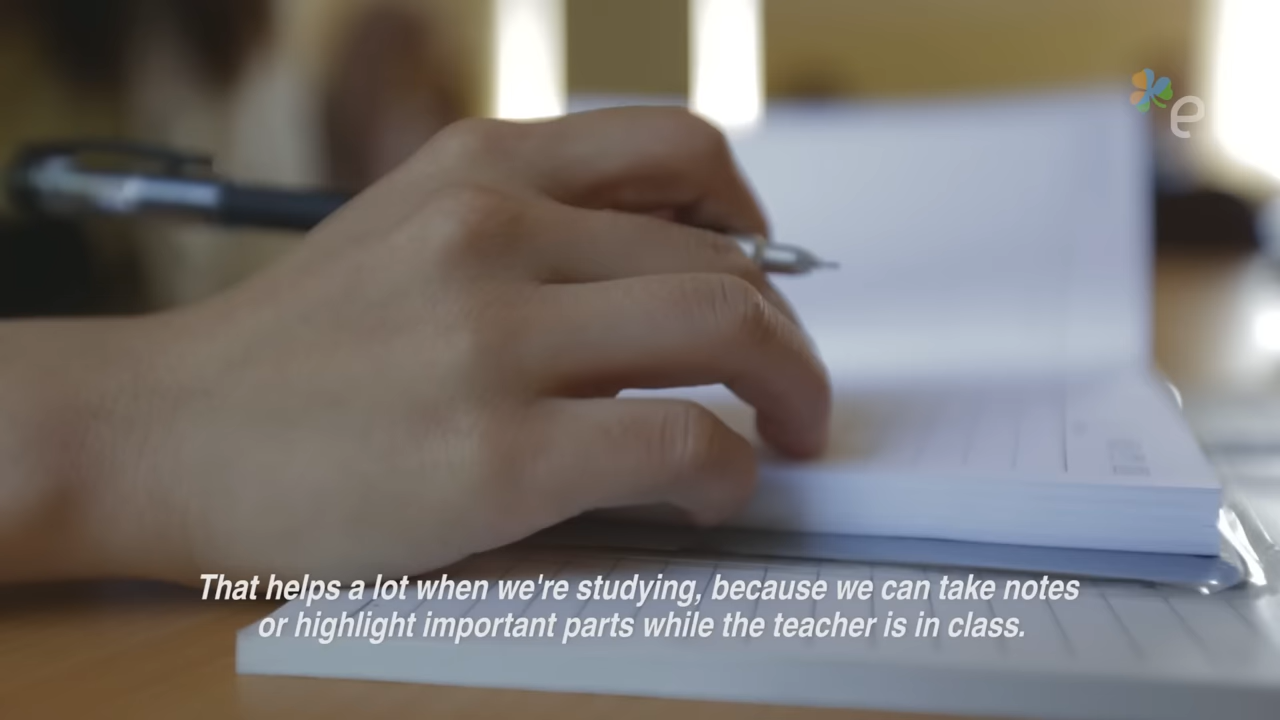 e
That helps a lot when we're studying, because we can take notes
or highlight important parts while the teacher is in class.